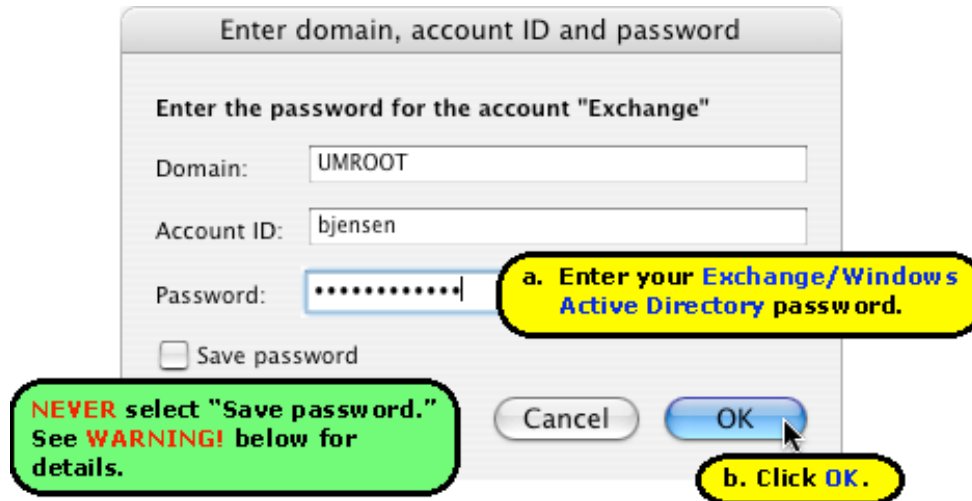 Enter domain, account ID and password
Enter the password for the account "Exchange"
Domain: UMROOT
Account ID: bjensen
Password: ••••••••••••
a. Enter your Exchange/Windows
Active Directory password.
Save password
NEVER select "Save password."
See WARNING! below for
details.
Cancel OK
b. Click OK.